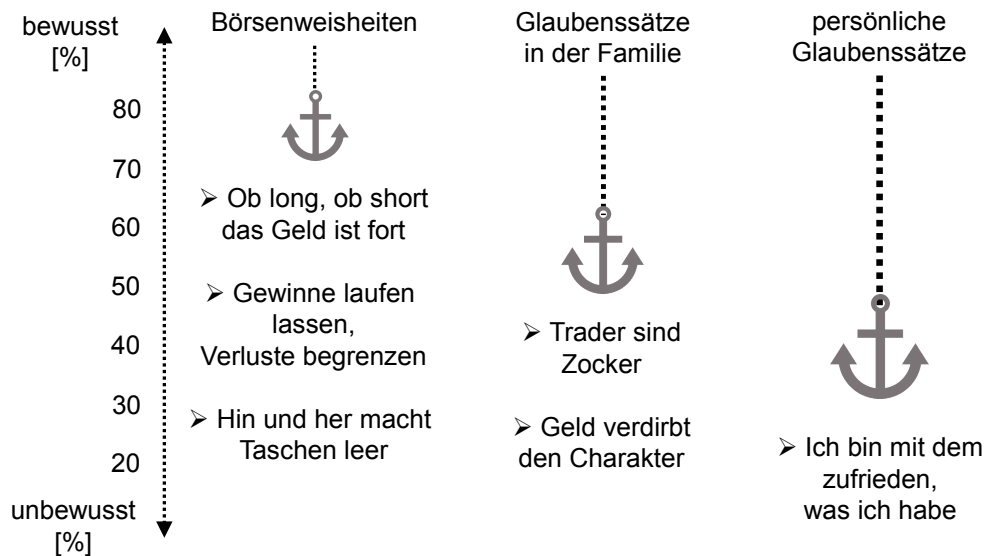 bewusst
[%]
80
70
60
50
40
30
20
unbewusst
[%]
Börsenweisheiten
➢ Ob long, ob short
das Geld ist fort
➢ Gewinne laufen
lassen,
Verluste begrenzen
➢ Hin und her macht
Taschen leer
Glaubenssätze
in der Familie
➢ Trader sind
Zocker
➢ Geld verdirbt
den Charakter
persönliche
Glaubenssätze
➢ Ich bin mit dem
zufrieden,
was ich habe